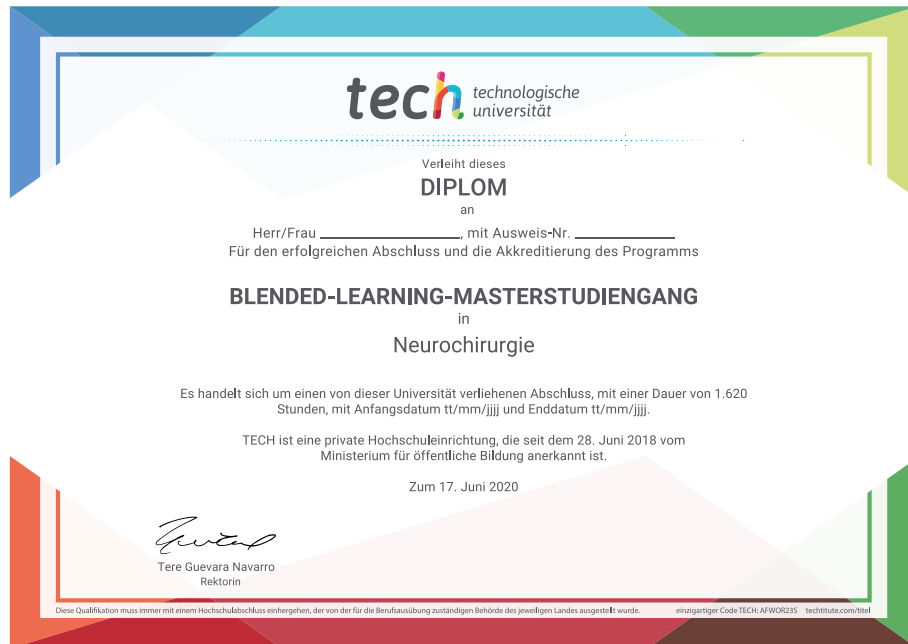 tech technologische
universität
Verleiht dieses
DIPLOM
an
Herr/Frau ____________________, mit Ausweis-Nr. ______________
Für den erfolgreichen Abschluss und die Akkreditierung des Programms
BLENDED-LEARNING-MASTERSTUDIENGANG
in
Neurochirurgie
Es handelt sich um einen von dieser Universität verliehenen Abschluss, mit einer Dauer von 1.620
Stunden, mit Anfangsdatum tt/mm/jjjj und Enddatum tt/mm/jjjj.
TECH ist eine private Hochschuleinrichtung, die seit dem 28. Juni 2018 vom
Ministerium für öffentliche Bildung anerkannt ist.
Zum 17. Juni 2020
Tere Guevara Navarro
Rektorin
Diese Qualifikation muss immer mit einem Hochschulabschluss einhergehen, der von der für die Berufsausübung zuständigen Behörde des jeweiligen Landes ausgestellt wurde. einzigartiger Code TECH: AFWOR23S techtitute.com/titel